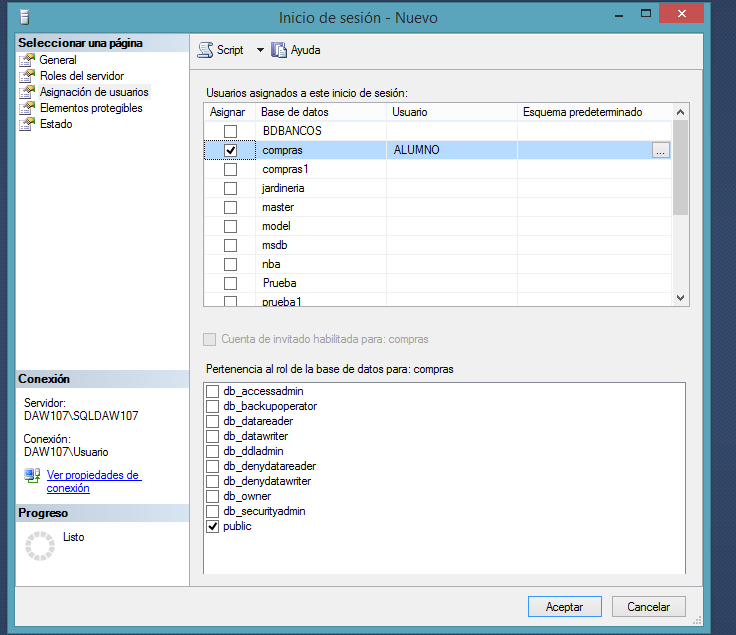 Inicio de sesión - Nuevo
Seleccionar una página
General
Roles del servidor
Asignación de usuarios
Elementos protegibles
Estado
Script
Ayuda
Usuarios asignados a este inicio de sesión:
Asignar Base de datos Usuario Esquema predeterminado
BDBANCOS
compras ALUMNO ...
compras1
jardineria
master
model
msdb
nba
Prueba
prueba1
Cuenta de invitado habilitada para: compras
Pertenencia al rol de la base de datos para: compras
db_accessadmin
db_backupoperator
db_datareader
db_datawriter
db_ddladmin
db_denydatareader
db_denydatawriter
db_owner
db_securityadmin
public
Conexión
Servidor:
DAW107\SQLDAW107
Conexión:
DAW107\Usuario
Ver propiedades de
conexión
Progreso
Listo
Aceptar
Cancelar